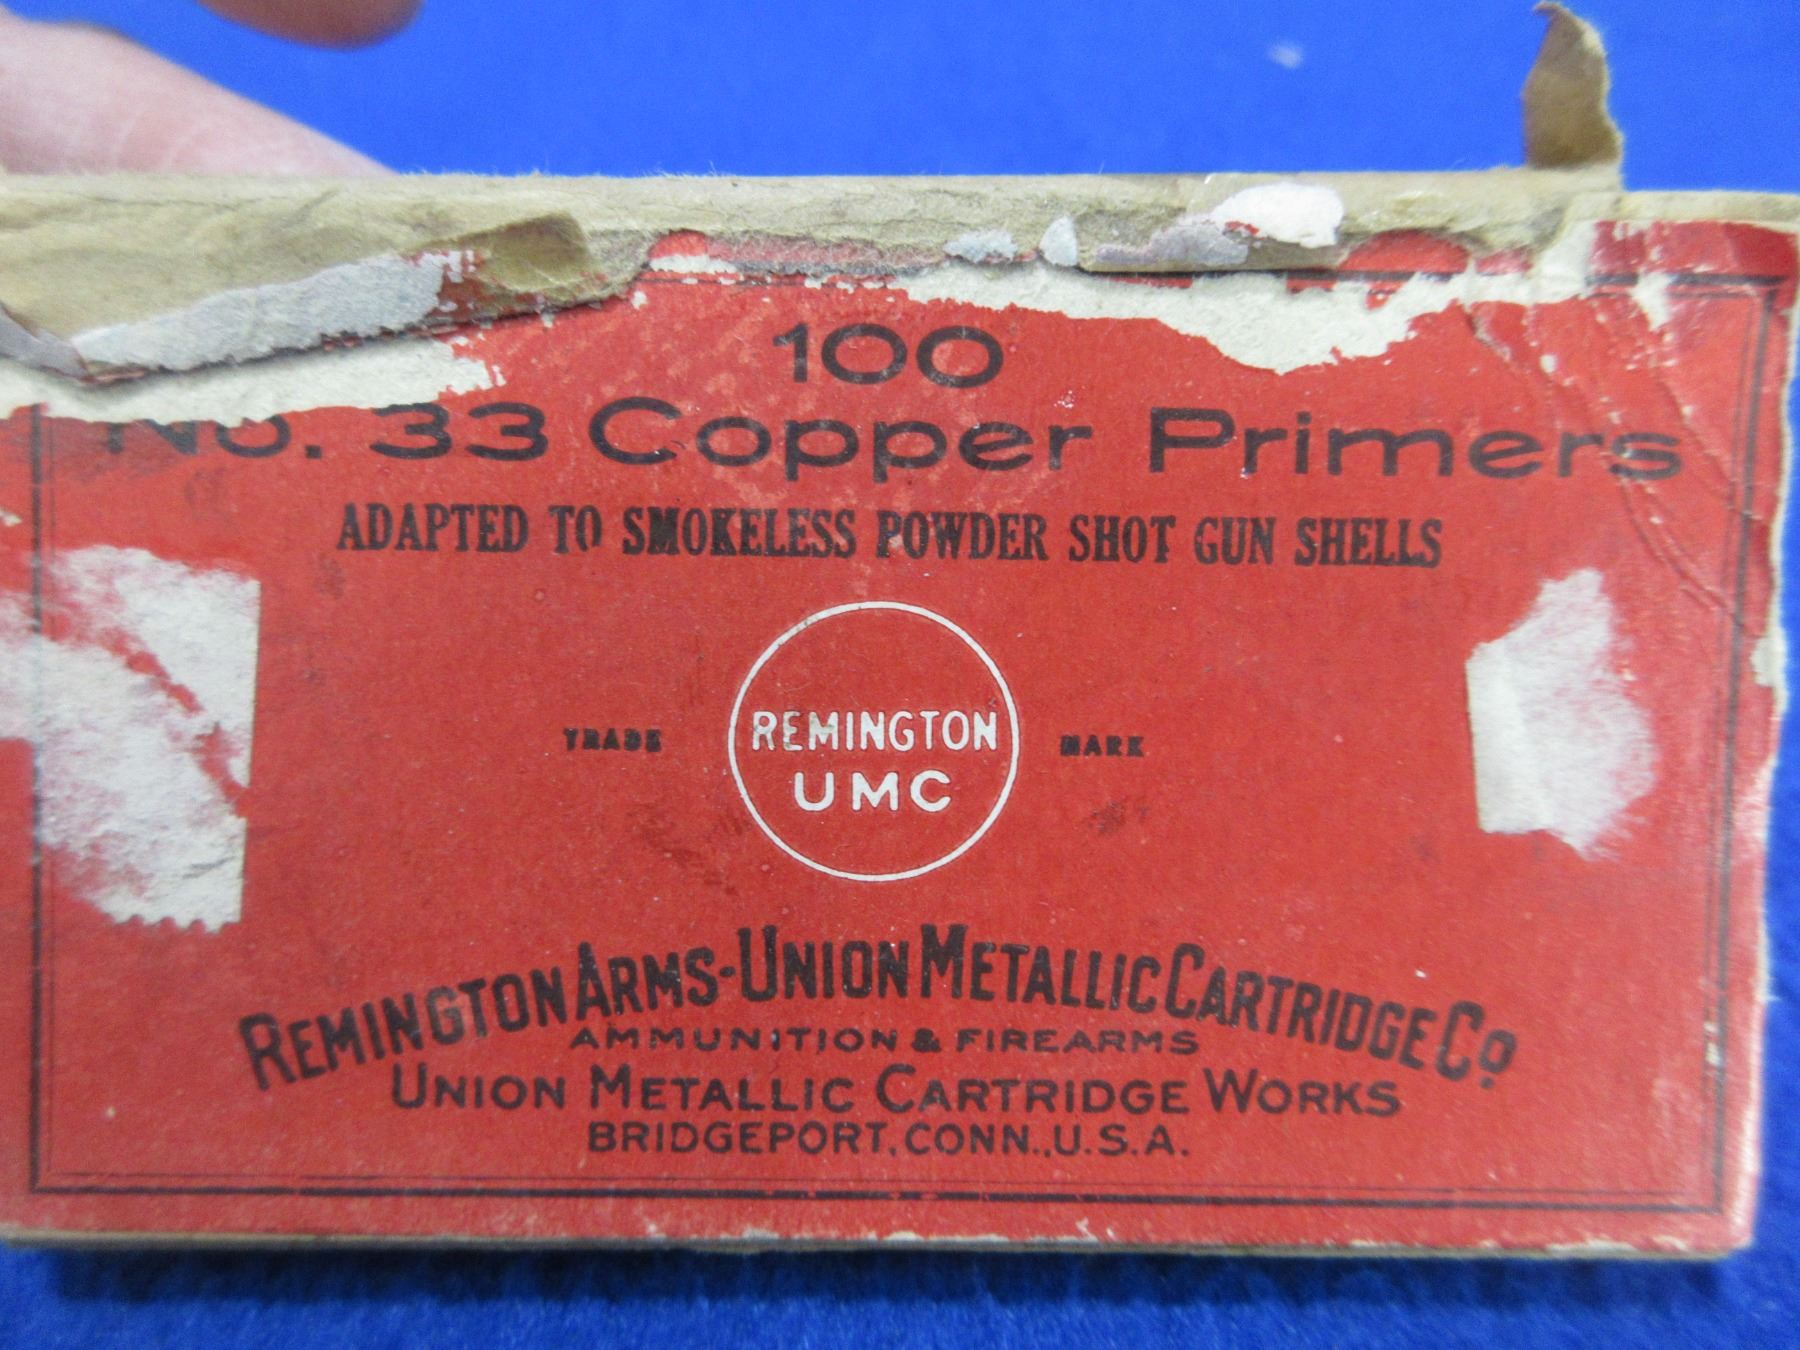 100
No. 33 Copper Primers
ADAPTED TO SMOKELESS POWDER SHOT GUN SHELLS
TRADE MARK
REMINGTON
UMC
REMINGTON ARMS-UNION METALLIC CARTRIDGE CO
AMMUNITION & FIREARMS
UNION METALLIC CARTRIDGE WORKS
BRIDGEPORT, CONN., U.S.A.